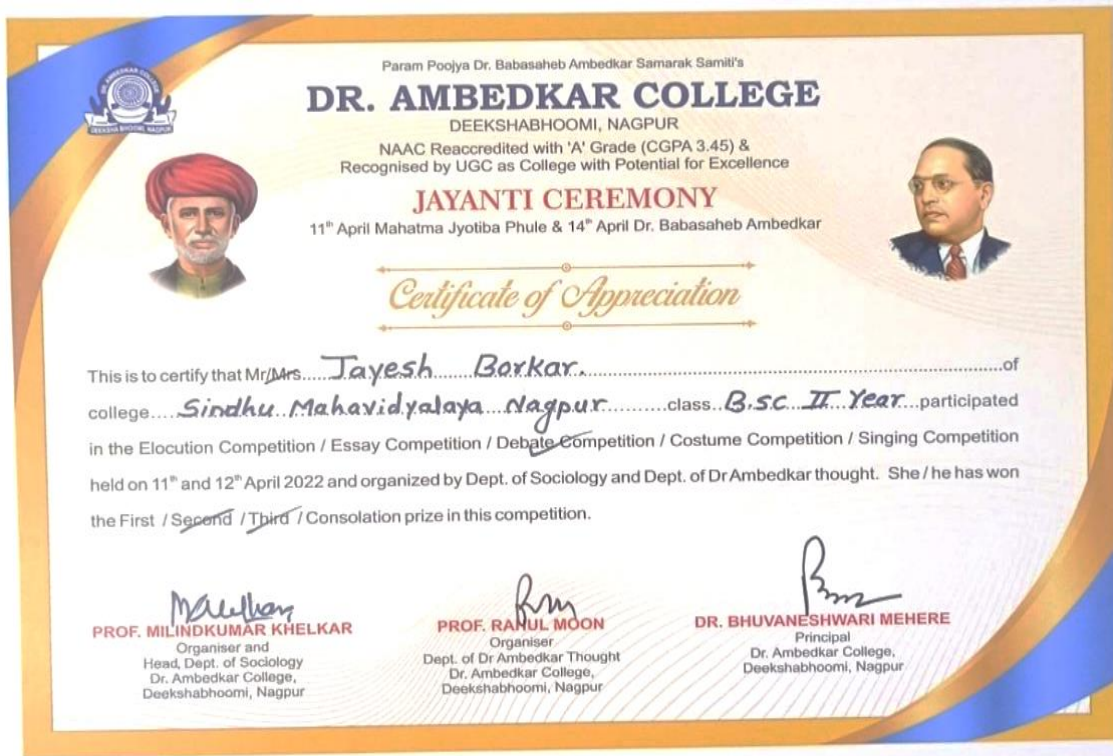 DR. AMBEDKAR COLLEGE
DEEKSHA BHOOMI, NAGPUR
Param Poojya Dr. Babasaheb Ambedkar Samarak Samiti's
DR. AMBEDKAR COLLEGE
DEEKSHABHOOMI, NAGPUR
NAAC Reaccredited with 'A' Grade (CGPA 3.45) &
Recognised by UGC as College with Potential for Excellence
JAYANTI CEREMONY
11th April Mahatma Jyotiba Phule & 14th April Dr. Babasaheb Ambedkar
Certificate of Appreciation
This is to certify that Mr/Mrs....Jayesh Borkar.......of
college....Sindhu Mahavidyalaya Nagpur.......class..B.sc II Year...participated
in the Elocution Competition / Essay Competition / Debate Competition / Costume Competition / Singing Competition
held on 11th and 12th April 2022 and organized by Dept. of Sociology and Dept. of Dr Ambedkar thought. She / he has won
the First / Second / Third / Consolation prize in this competition.
PROF. MILINDKUMAR KHELKAR
Organiser and
Head, Dept. of Sociology
Dr. Ambedkar College,
Deekshabhoomi, Nagpur
PROF. RAHUL MOON
Organiser
Dept. of Dr Ambedkar Thought
Dr. Ambedkar College,
Deekshabhoomi, Nagpur
DR. BHUVANESHWARI MEHERE
Principal
Dr. Ambedkar College,
Deekshabhoomi, Nagpur